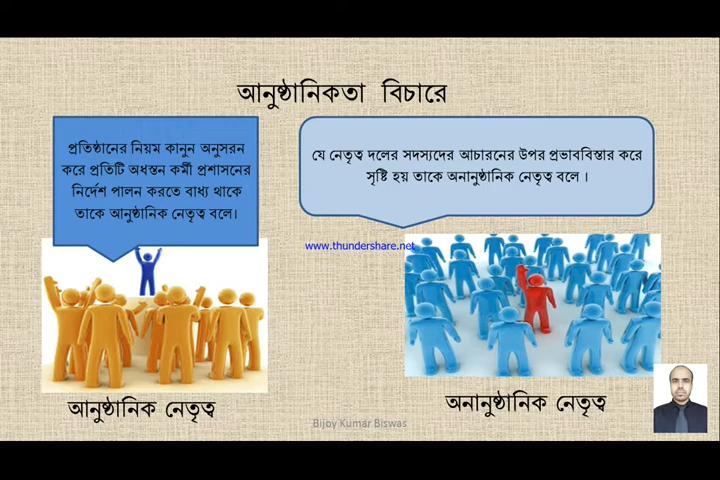 আনুষ্ঠানিকতা বিচারে
প্রতিষ্ঠানের নিয়ম কানুন অনুসরন
করে প্রতিটি অধস্তন কর্মী প্রশাসনের
নির্দেশ পালন করতে বাধ্য থাকে
তাকে আনুষ্ঠানিক নেতৃত্ব বলে।
যে নেতৃত্ব দলের সদস্যদের আচারনের উপর প্রভাববিস্তার করে
সৃষ্টি হয় তাকে অনানুষ্ঠানিক নেতৃত্ব বলে ।
www.thundershare.net
আনুষ্ঠানিক নেতৃত্ব
অনানুষ্ঠানিক নেতৃত্ব
Bijoy Kumar Biswas